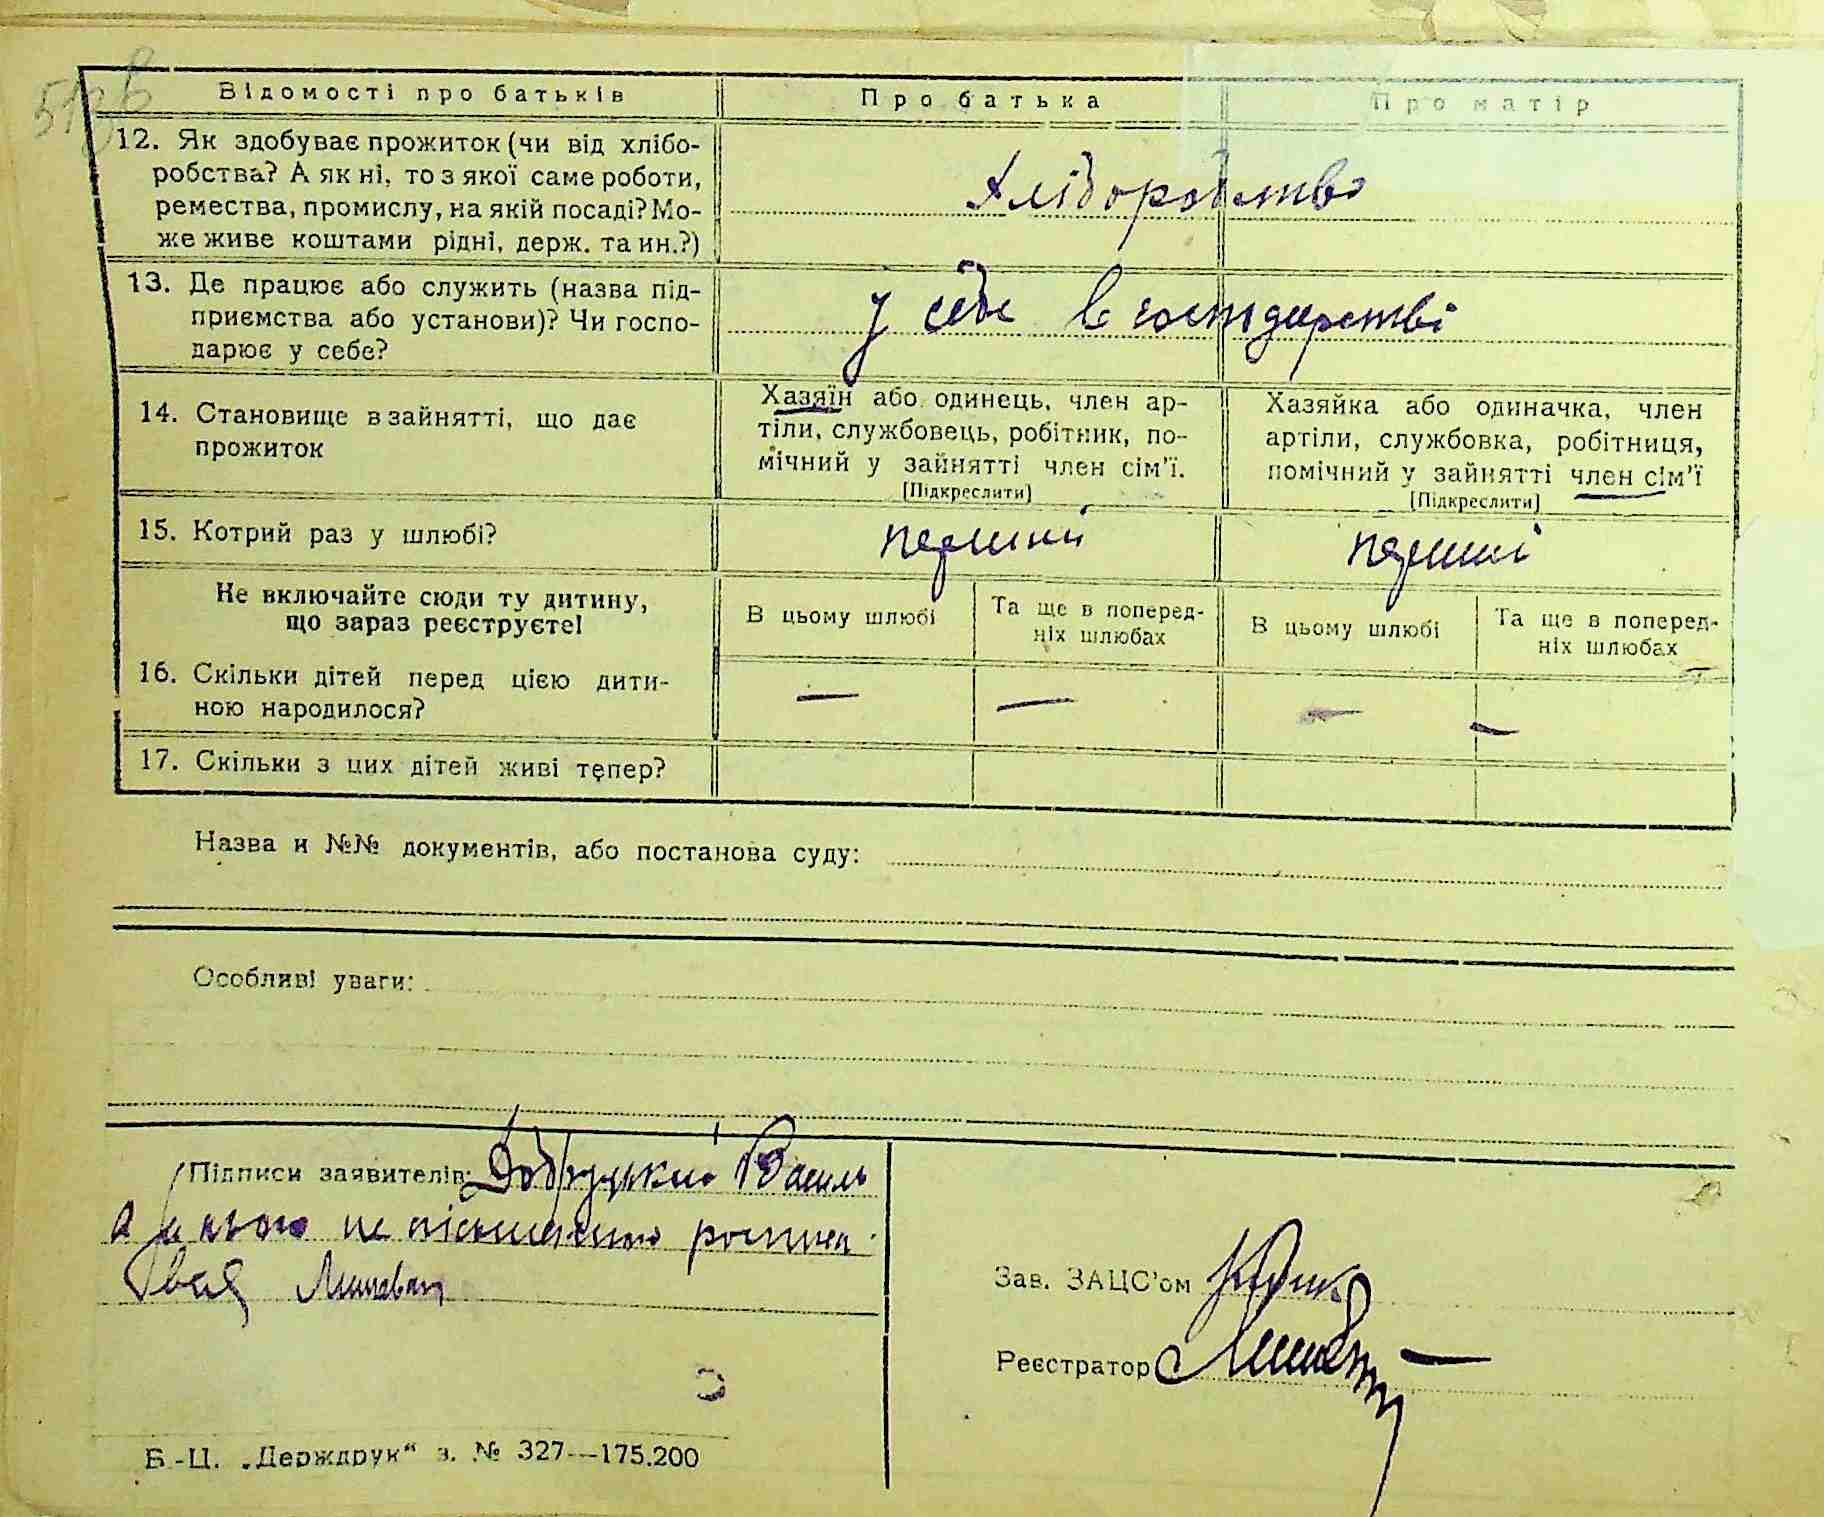 Відомості про батьків
Про батька
Про матір
12. Як здобуває прожиток (чи від хлібо-
робства? А як ні, то з якої саме роботи,
ремества, промислу, на якій посаді? Мо-
же живе коштами рідні, держ. та ин.?)
Хліборобство
13. Де працює або служить (назва під-
приємства або установи)? Чи госпо-
дарює у себе?
у себе в господарстві
14. Становище в зайнятті, що дає
прожиток
Хазяїн або одинець, член ар-
тіли, службовець, робітник, по-
мічний у зайнятті член сім'ї.
[Підкреслити]
Хазяйка або одиначка, член
артіли, службовка, робітниця,
помічний у зайнятті член сім'ї
[Підкреслити]
15. Котрий раз у шлюбі?
перший
перший
Не включайте сюди ту дитину,
що зараз реєструєте!
В цьому шлюбі
Та ще в поперед-
ніх шлюбах
В цьому шлюбі
Та ще в поперед-
ніх шлюбах
16. Скільки дітей перед цією дити-
ною народилося?
— — — —
17. Скільки з цих дітей живі тепер?
Назва и №№ документів, або постанова суду:
Особливі уваги:
Підписи заявителів: Добруцький Василь
не письменного
Зав. ЗАЦС'ом
Реєстратор
Б.-Ц. „Держдрук“ з. № 327—175.200